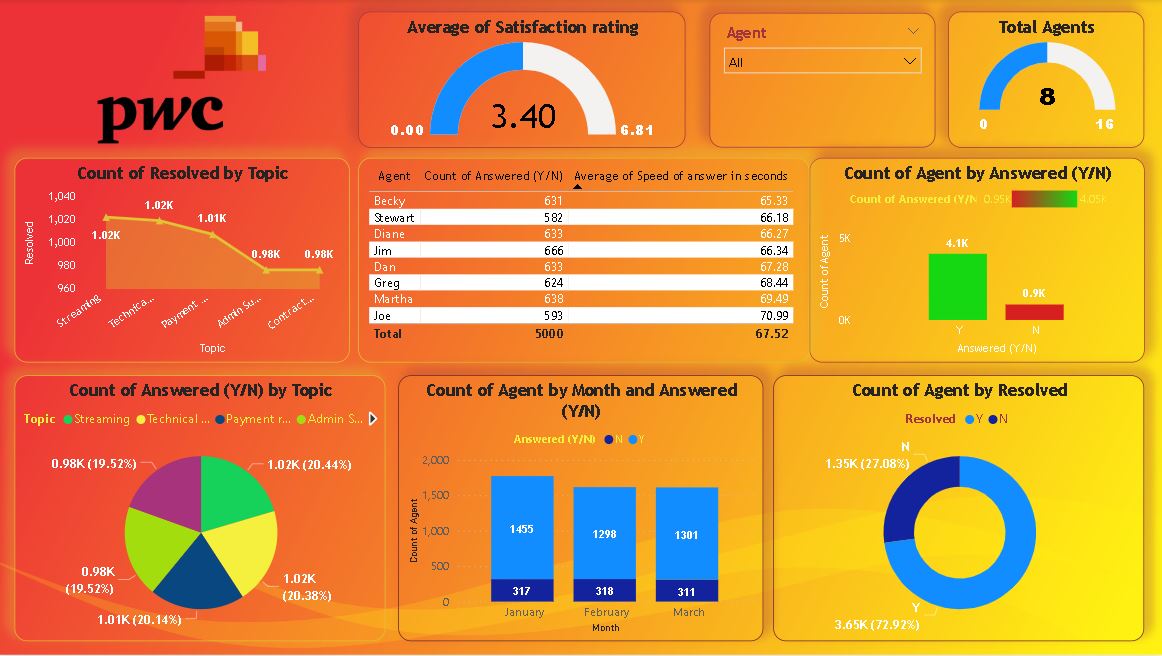 pwc
Average of Satisfaction rating
3.40
0.00
6.81
Agent
All
Total Agents
8
0
16
Count of Resolved by Topic
1,040
1,020
1,000
980
960
Resolved
1.02K
1.02K
1.01K
0.98K
0.98K
Streaming
Technica...
Payment ...
Admin Su...
Contract...
Topic
Agent Count of Answered (Y/N) Average of Speed of answer in seconds
Becky 631 65.33
Stewart 582 66.18
Diane 633 66.27
Jim 666 66.34
Dan 633 67.28
Greg 624 68.44
Martha 638 69.49
Joe 593 70.99
Total 5000 67.52
Count of Agent by Answered (Y/N)
Count of Answered (Y/N 0.95K 4.05K
5K
0K
Count of Agent
4.1K
0.9K
Y
N
Answered (Y/N)
Count of Answered (Y/N) by Topic
Topic Streaming Technical ... Payment r... Admin S...
0.98K (19.52%)
1.02K (20.44%)
0.98K
(19.52%)
1.02K
(20.38%)
1.01K (20.14%)
Count of Agent by Month and Answered
(Y/N)
Answered (Y/N) N Y
2,000
1,500
1,000
500
0
Count of Agent
1455
1298
1301
317
318
311
January
February
March
Month
Count of Agent by Resolved
Resolved Y N
N
1.35K (27.08%)
Y
3.65K (72.92%)